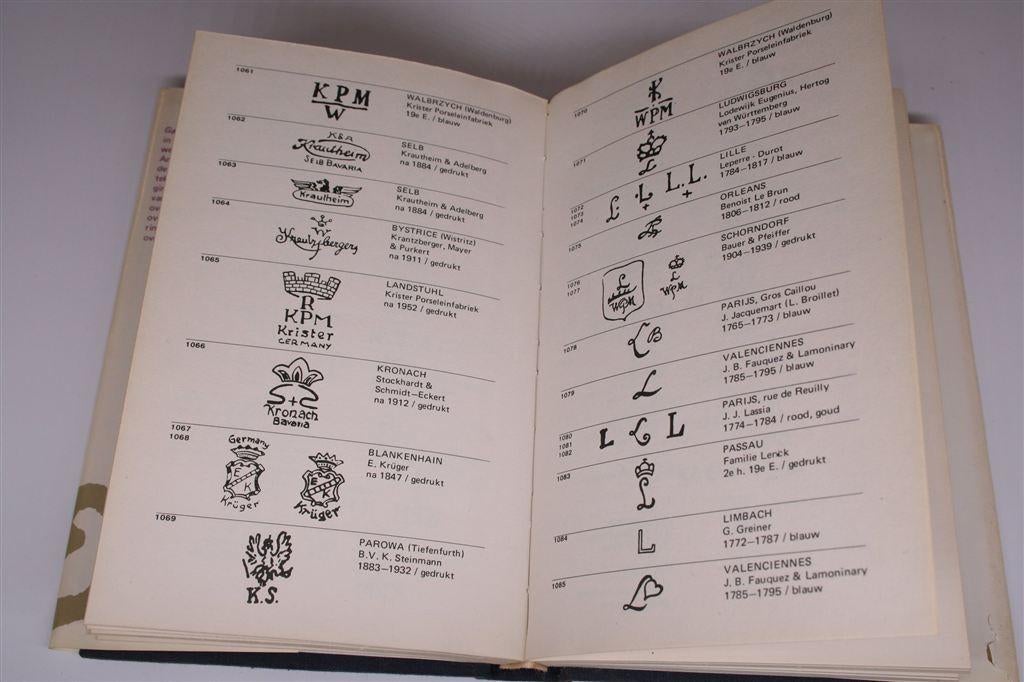 1061
KPM
W
WALBRZYCH (Waldenburg)
Krister Porseleinfabriek
19e E. / blauw
1062
K&A
Krautheim
SELB BAVARIA
SELB
Krautheim & Adelberg
na 1884 / gedrukt
1063
Krautheim
SELB
Krautheim & Adelberg
na 1884 / gedrukt
1064
BYSTRICE (Wistritz)
Krantzberger, Mayer
& Purkert
na 1911 / gedrukt
1065
R
KPM
Krister
GERMANY
LANDSTUHL
Krister Porseleinfabriek
na 1952 / gedrukt
1066
S+S
Kronach
Bavaria
KRONACH
Stockhardt &
Schmidt—Eckert
na 1912 / gedrukt
1067
1068
Germany
E
K
Krüger
E
K
Krüger
BLANKENHAIN
E. Krüger
na 1847 / gedrukt
1069
K.S.
PAROWA (Tiefenfurth)
B.V. K. Steinmann
1883—1932 / gedrukt
1070
WPM
WALBRZYCH (Waldenburg)
Krister Porseleinfabriek
19e E. / blauw
1071
L
LUDWIGSBURG
Lodewijk Eugenius, Hertog
van Württemberg
1793—1795 / blauw
1072
1073
1074
L
L
L.L.
LILLE
Leperre - Durot
1784—1817 / blauw
1075
ORLEANS
Benoist Le Brun
1806—1812 / rood
1076
1077
L
WPM
L
WPM
SCHORNDORF
Bauer & Pfeiffer
1904—1939 / gedrukt
1078
LB
PARIJS, Gros Caillou
J. Jacquemart (L. Broillet)
1765—1773 / blauw
1079
L
VALENCIENNES
J. B. Fauquez & Lamoninary
1785—1795 / blauw
1080
1081
1082
L L L
PARIJS, rue de Reuilly
J. J. Lassia
1774—1784 / rood, goud
1083
L
PASSAU
Familie Lenck
2e h. 19e E. / gedrukt
1084
L
LIMBACH
G. Greiner
1772—1787 / blauw
1085
L
VALENCIENNES
J. B. Fauquez & Lamoninary
1785—1795 / blauw